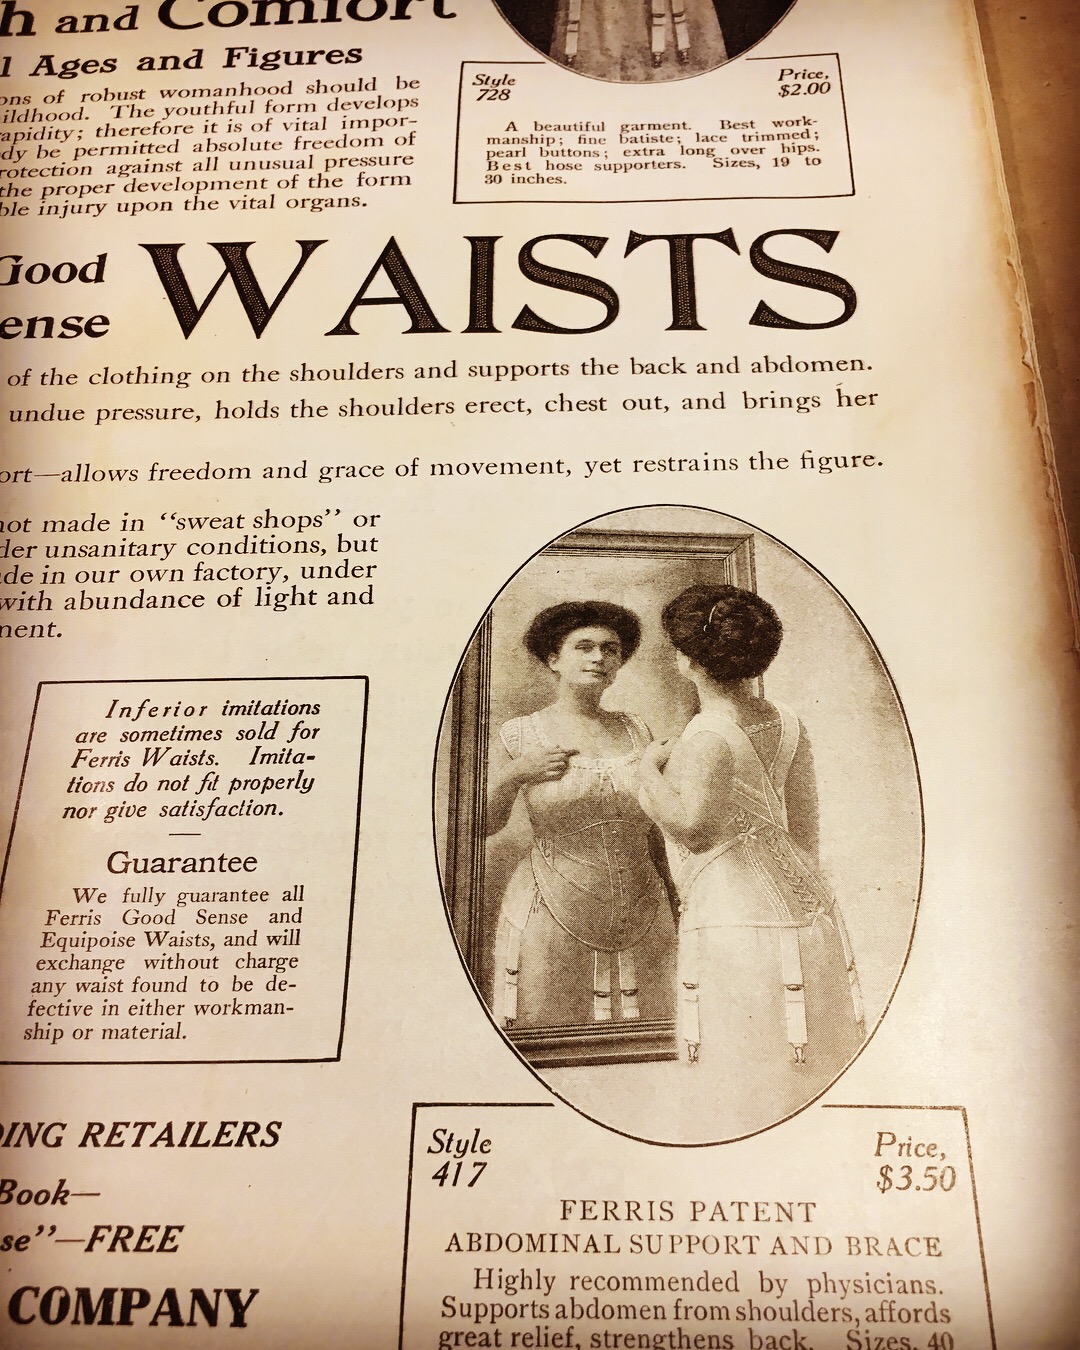 h and Comfort
l Ages and Figures
ons of robust womanhood should be
ildhood. The youthful form develops
apidity; therefore it is of vital impor-
dy be permitted absolute freedom of
rotection against all unusual pressure
the proper development of the form
ble injury upon the vital organs.
Style
728
Price,
$2.00
A beautiful garment. Best work-
manship; fine batiste; lace trimmed;
pearl buttons; extra long over hips.
Best hose supporters. Sizes, 19 to
30 inches.
Good
ense
WAISTS
of the clothing on the shoulders and supports the back and abdomen.
undue pressure, holds the shoulders erect, chest out, and brings her
ort—allows freedom and grace of movement, yet restrains the figure.
not made in “sweat shops” or
der unsanitary conditions, but
de in our own factory, under
with abundance of light and
ment.
Inferior imitations
are sometimes sold for
Ferris Waists. Imita-
tions do not fit properly
nor give satisfaction.
Guarantee
We fully guarantee all
Ferris Good Sense and
Equipoise Waists, and will
exchange without charge
any waist found to be de-
fective in either workman-
ship or material.
DING RETAILERS
Book—
se”—FREE
COMPANY
Style
417
Price,
$3.50
FERRIS PATENT
ABDOMINAL SUPPORT AND BRACE
Highly recommended by physicians.
Supports abdomen from shoulders, affords
great relief, strengthens back. Sizes, 40